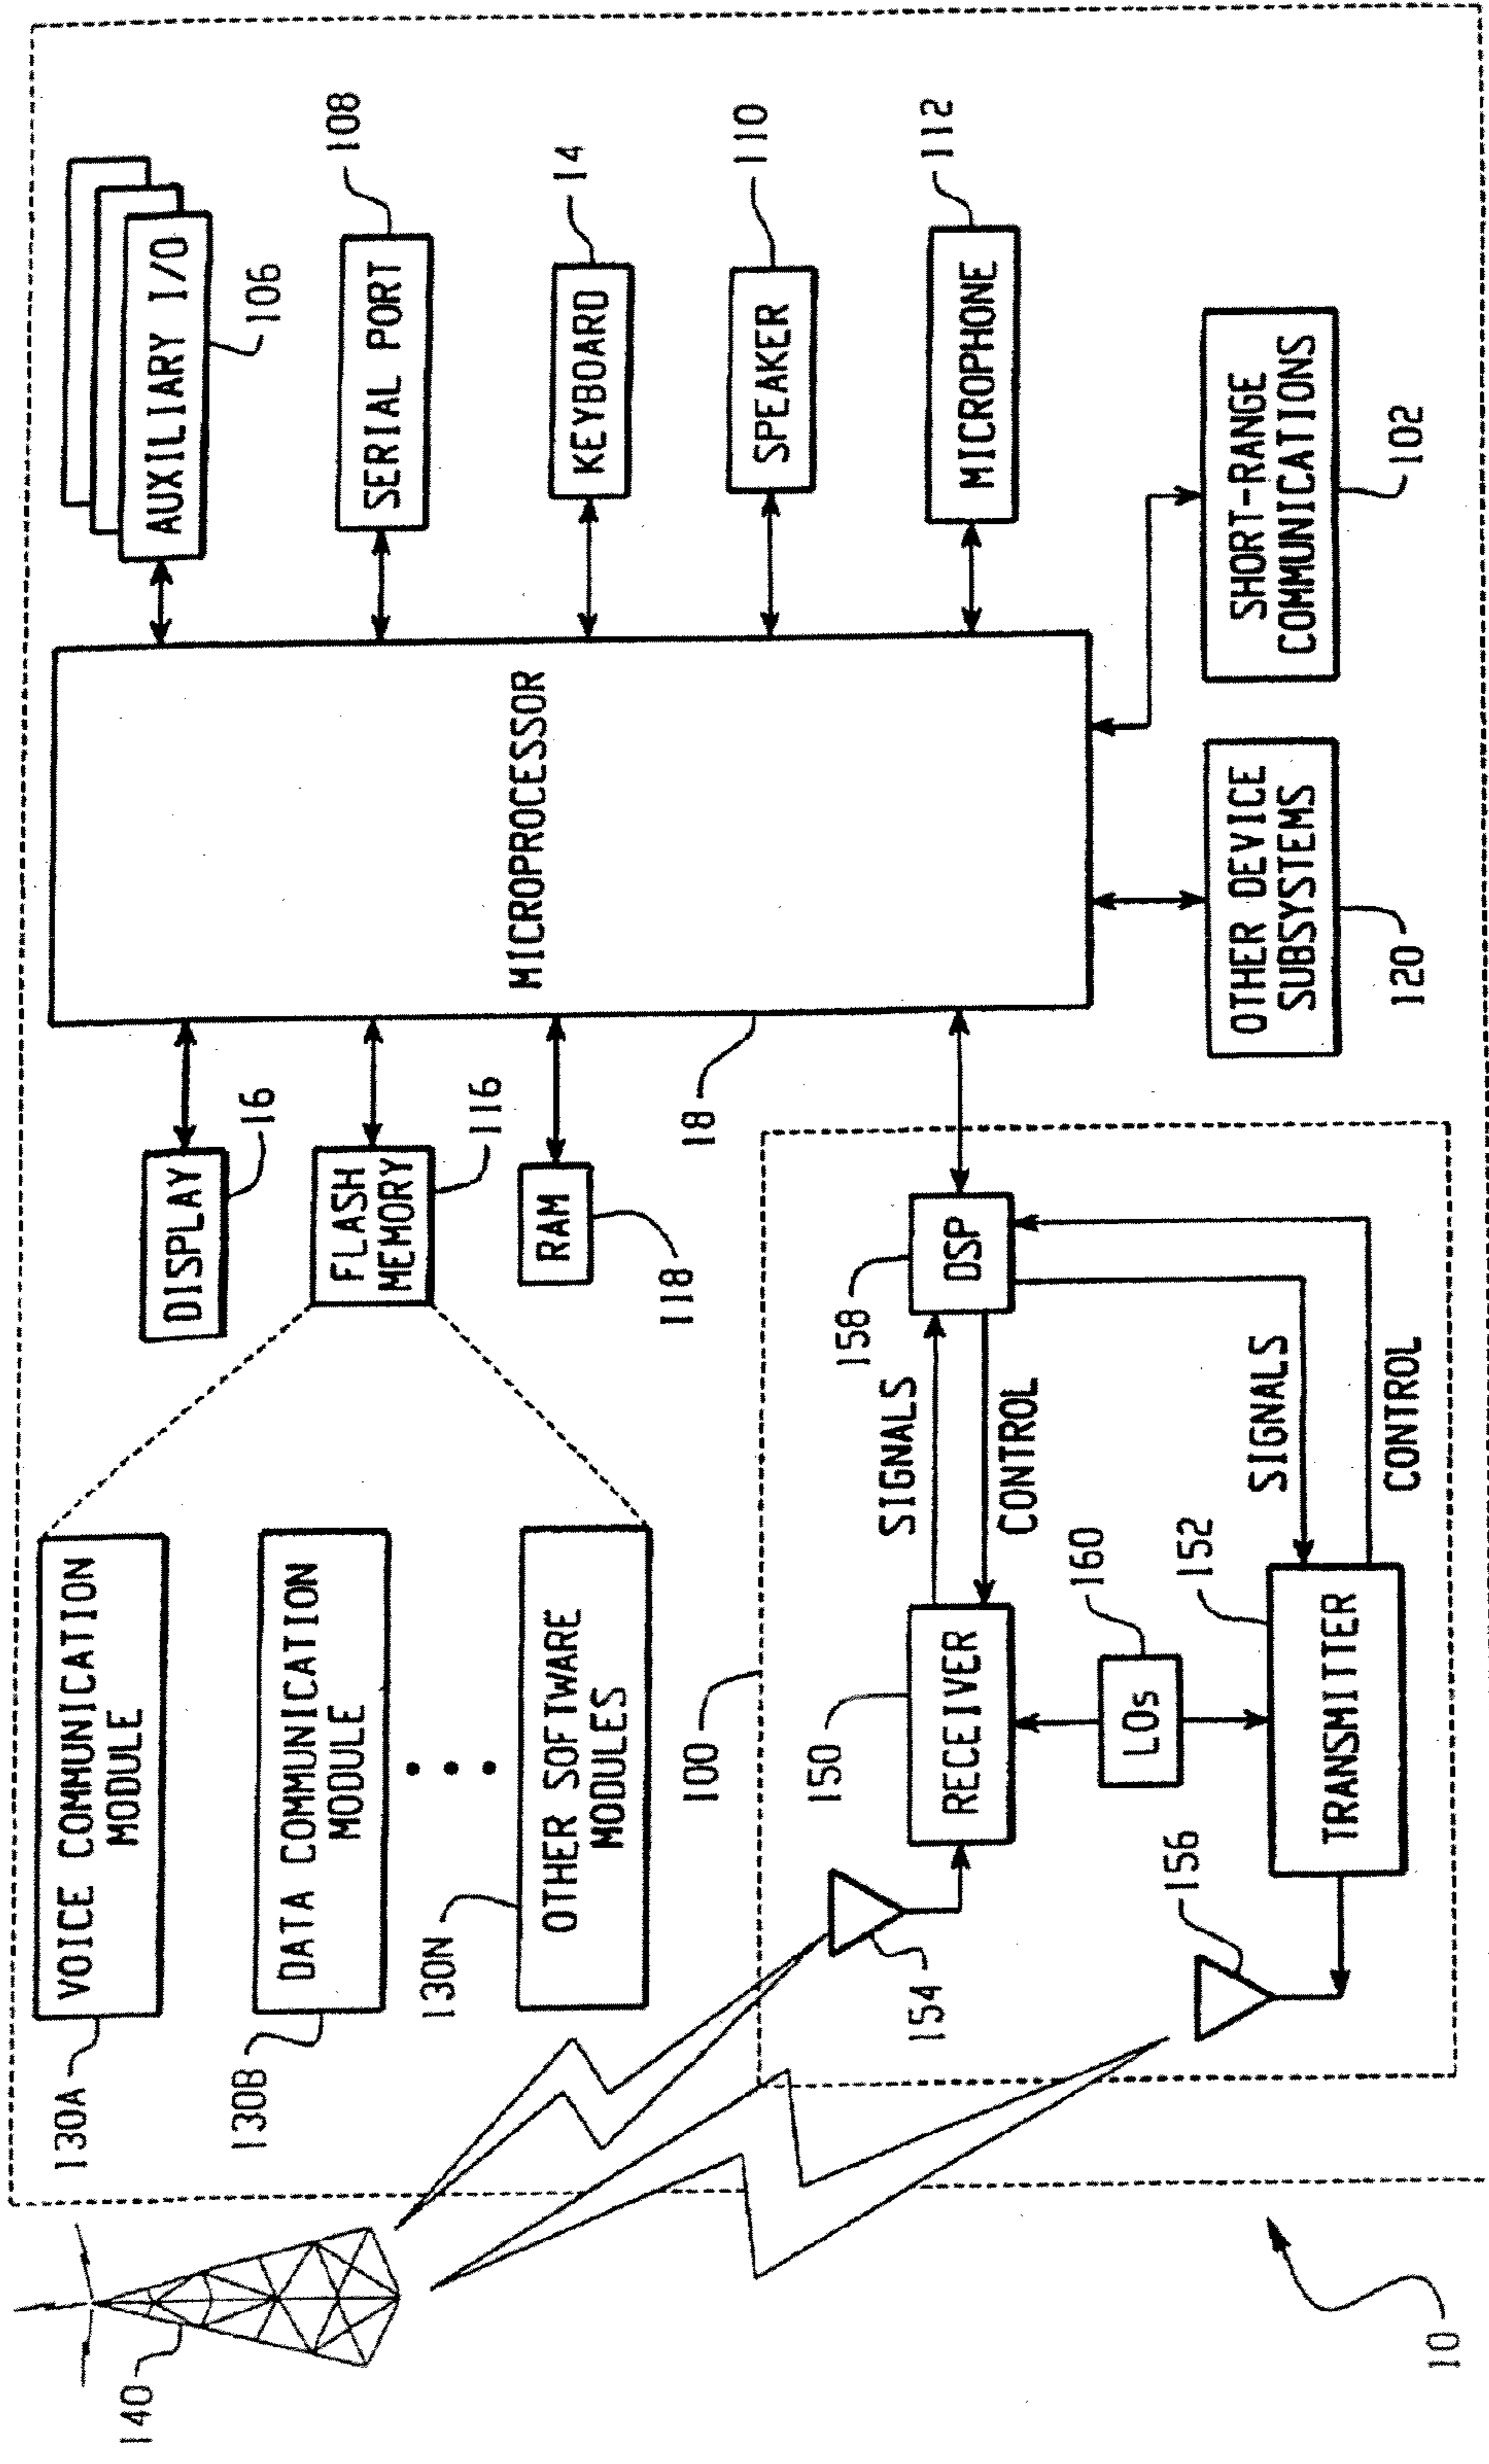 140
130A
VOICE COMMUNICATION
MODULE
130B
DATA COMMUNICATION
MODULE
130N
OTHER SOFTWARE
MODULES
DISPLAY
16
FLASH
MEMORY
116
RAM
118
18
MICROPROCESSOR
AUXILIARY I/O
106
SERIAL PORT
108
KEYBOARD
14
SPEAKER
110
MICROPHONE
112
100
154
150
RECEIVER
SIGNALS
CONTROL
158
DSP
160
LOs
156
152
TRANSMITTER
SIGNALS
CONTROL
OTHER DEVICE
SUBSYSTEMS
120
SHORT-RANGE
COMMUNICATIONS
102
10